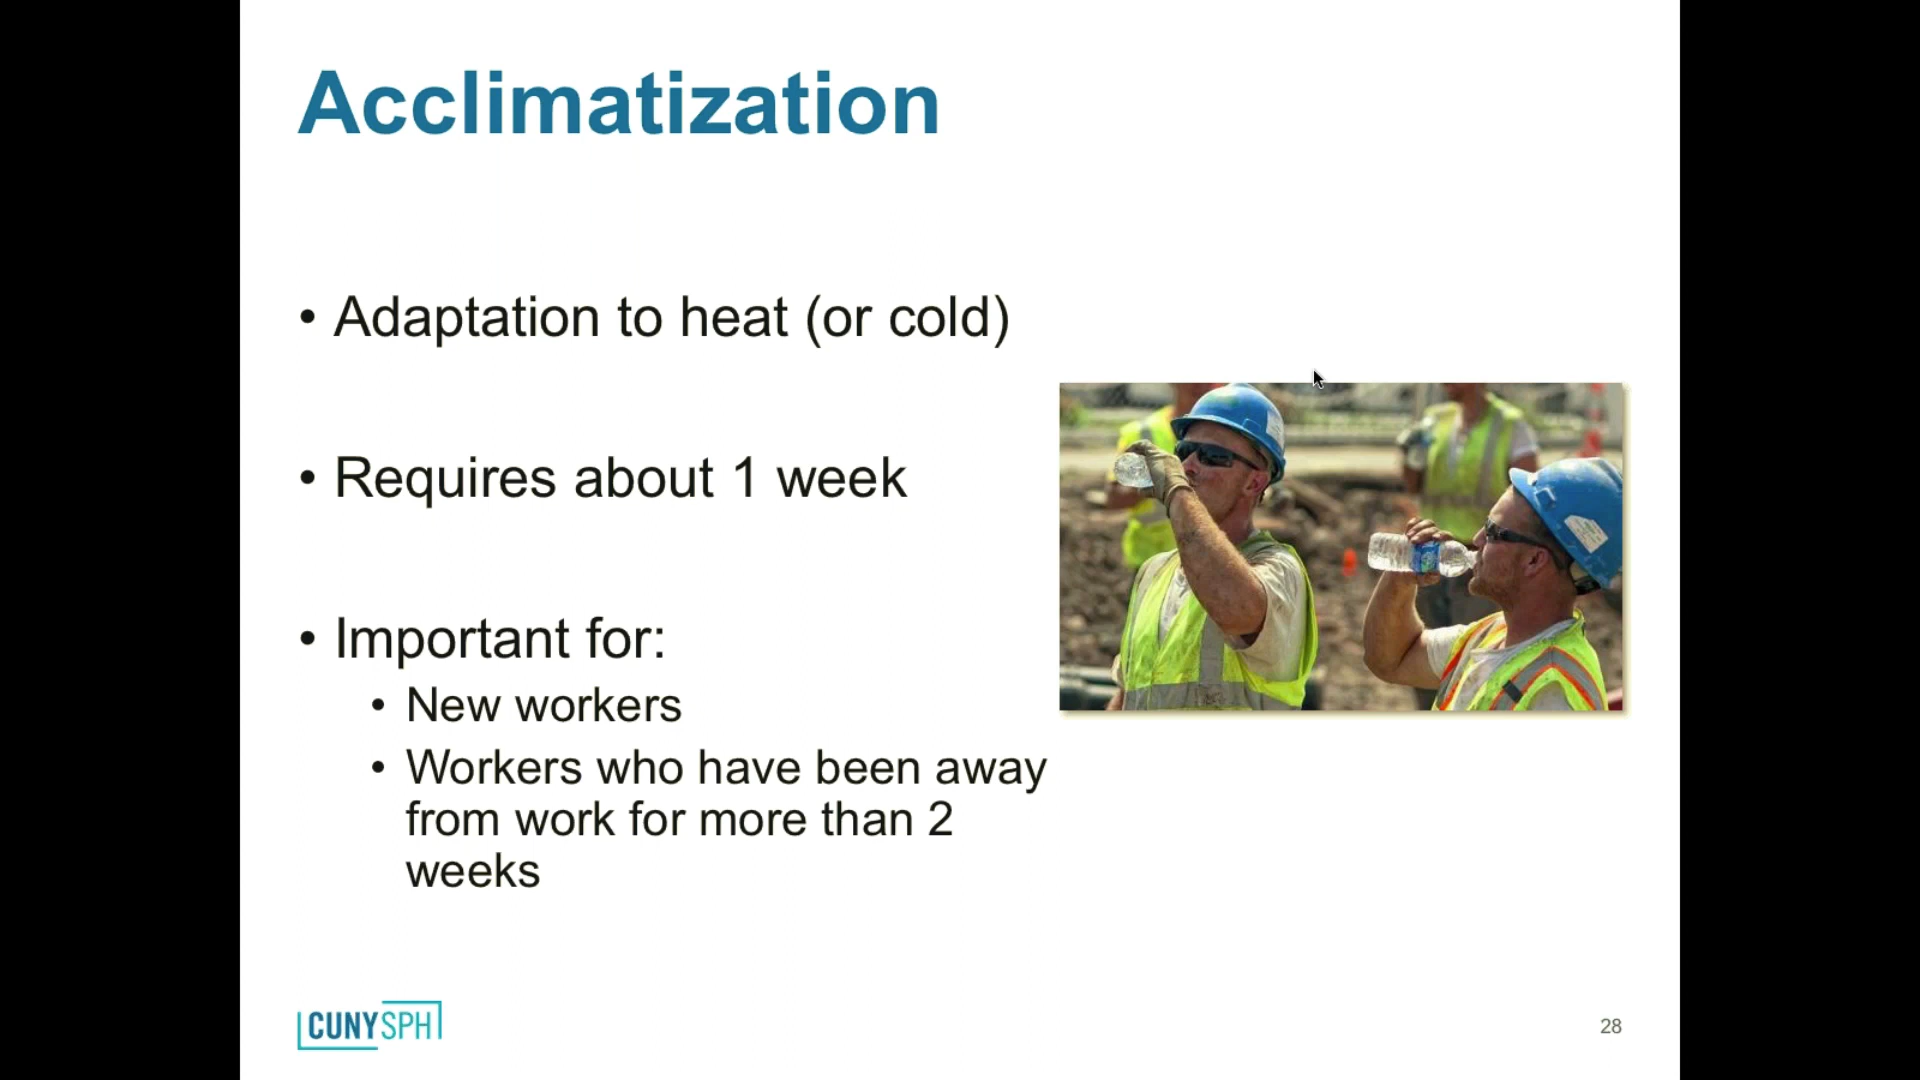 Acclimatization
• Adaptation to heat (or cold)
• Requires about 1 week
• Important for:
• New workers
• Workers who have been away
from work for more than 2
weeks
CUNYSPH
28